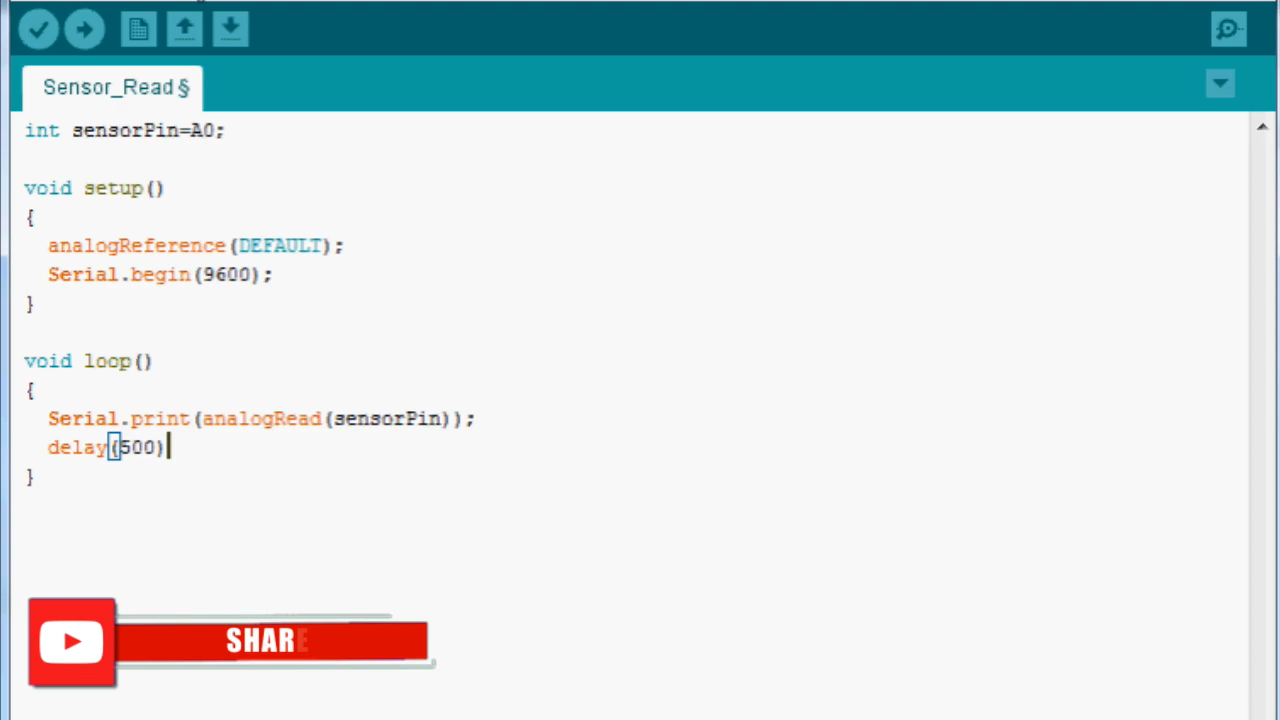 Sensor_Read §
int sensorPin=A0;
void setup()
{
analogReference(DEFAULT);
Serial.begin(9600);
}
void loop()
{
Serial.print(analogRead(sensorPin));
delay(500)
}
SHARE